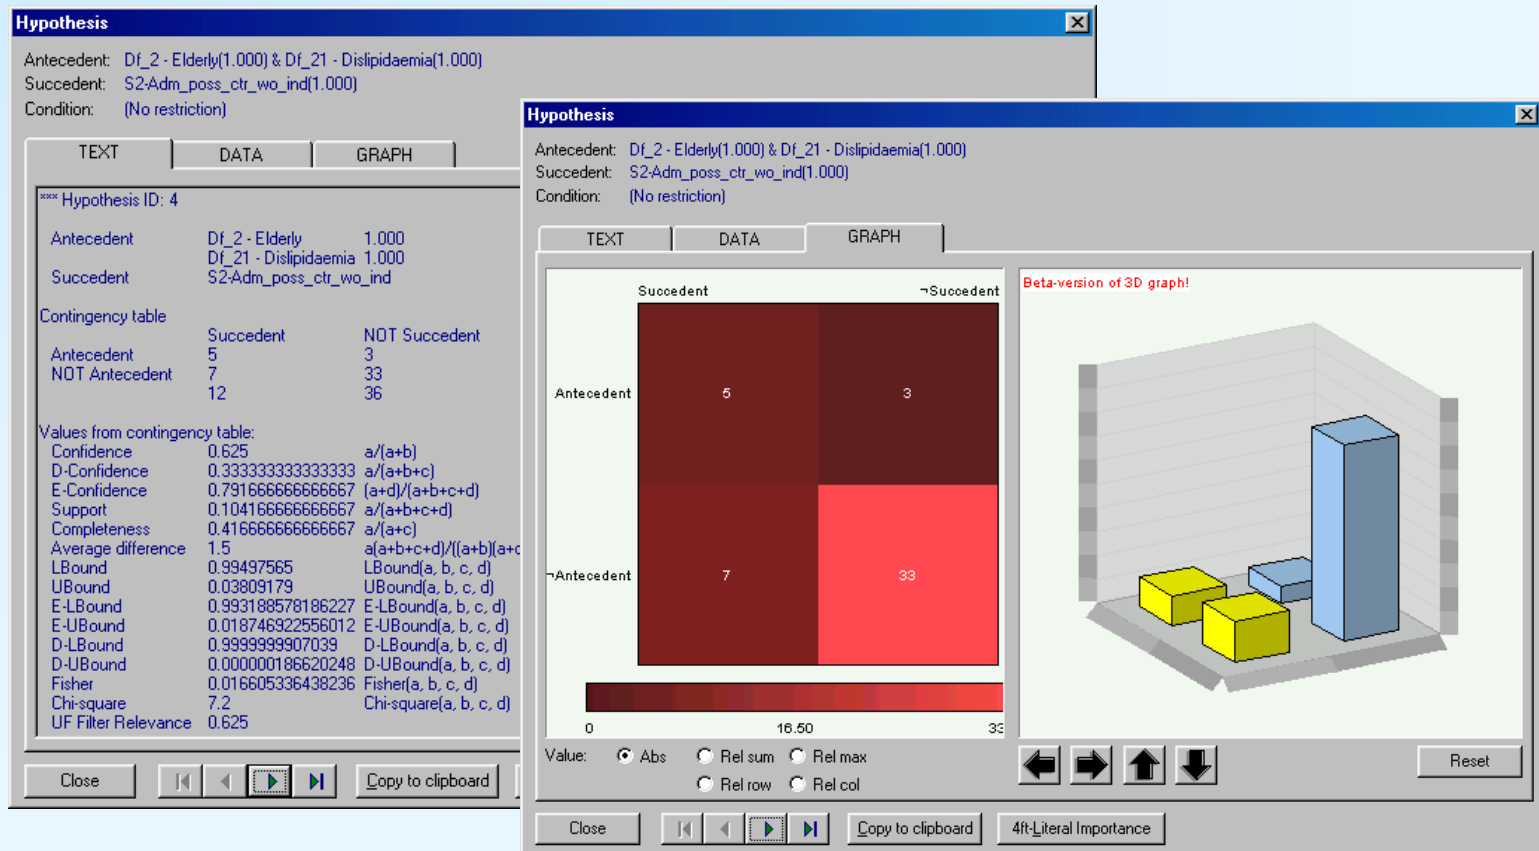 Hypothesis
Antecedent: Df_2 - Elderly(1.000) & Df_21 - Dislipidaemia(1.000)
Succedent: S2-Adm_poss_ctr_wo_ind(1.000)
Condition: (No restriction)
TEXT DATA GRAPH
*** Hypothesis ID: 4
Antecedent Df_2 - Elderly 1.000
Df_21 - Dislipidaemia 1.000
Succedent S2-Adm_poss_ctr_wo_ind
Contingency table
Succedent NOT Succedent
Antecedent 5 3
NOT Antecedent 7 33
12 36
Values from contingency table:
Confidence 0.625 a/(a+b)
D-Confidence 0.333333333333333 a/(a+b+c)
E-Confidence 0.791666666666667 (a+d)/(a+b+c+d)
Support 0.104166666666667 a/(a+b+c+d)
Completeness 0.416666666666667 a/(a+c)
Average difference 1.5 a(a+b+c+d)/((a+b)(a+c
LBound 0.99497565 LBound(a, b, c, d)
UBound 0.03809179 UBound(a, b, c, d)
E-LBound 0.993188578186227 E-LBound(a, b, c, d)
E-UBound 0.018746922556012 E-UBound(a, b, c, d)
D-LBound 0.9999999907039 D-LBound(a, b, c, d)
D-UBound 0.000000186620248 D-UBound(a, b, c, d)
Fisher 0.016605336438236 Fisher(a, b, c, d)
Chi-square 7.2 Chi-square(a, b, c, d)
UF Filter Relevance 0.625
Close Copy to clipboard
Hypothesis
Antecedent: Df_2 - Elderly(1.000) & Df_21 - Dislipidaemia(1.000)
Succedent: S2-Adm_poss_ctr_wo_ind(1.000)
Condition: (No restriction)
TEXT DATA GRAPH
Succedent ¬Succedent
Antecedent 5 3
¬Antecedent 7 33
0 16.50 33
Value: Abs Rel sum Rel max
Rel row Rel col
Beta-version of 3D graph!
Reset
Close Copy to clipboard 4ft-Literal Importance